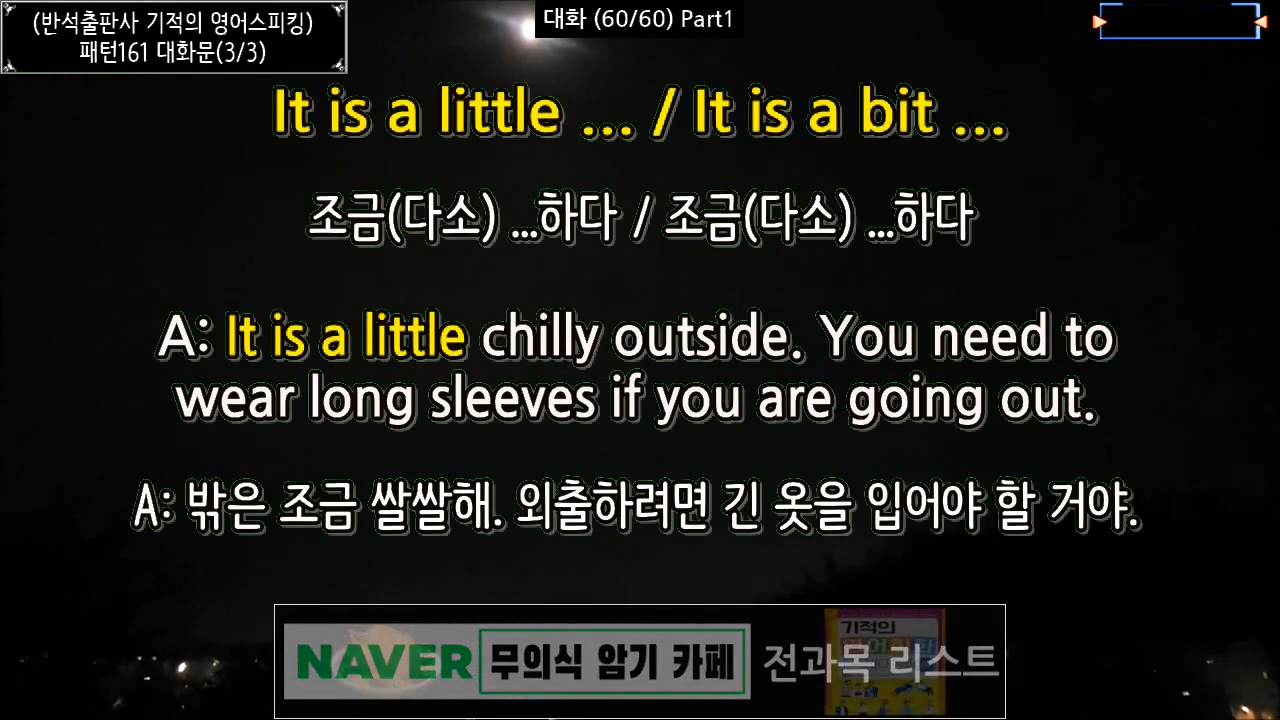 (반석출판사 기적의 영어스피킹)
패턴161 대화문(3/3)
대화 (60/60) Part1
It is a little ... / It is a bit ...
조금(다소) ...하다 / 조금(다소) ...하다
A: It is a little chilly outside. You need to
wear long sleeves if you are going out.
A: 밖은 조금 쌀쌀해. 외출하려면 긴 옷을 입어야 할 거야.
NAVER 무의식 암기 카페 전과목 리스트
기적의